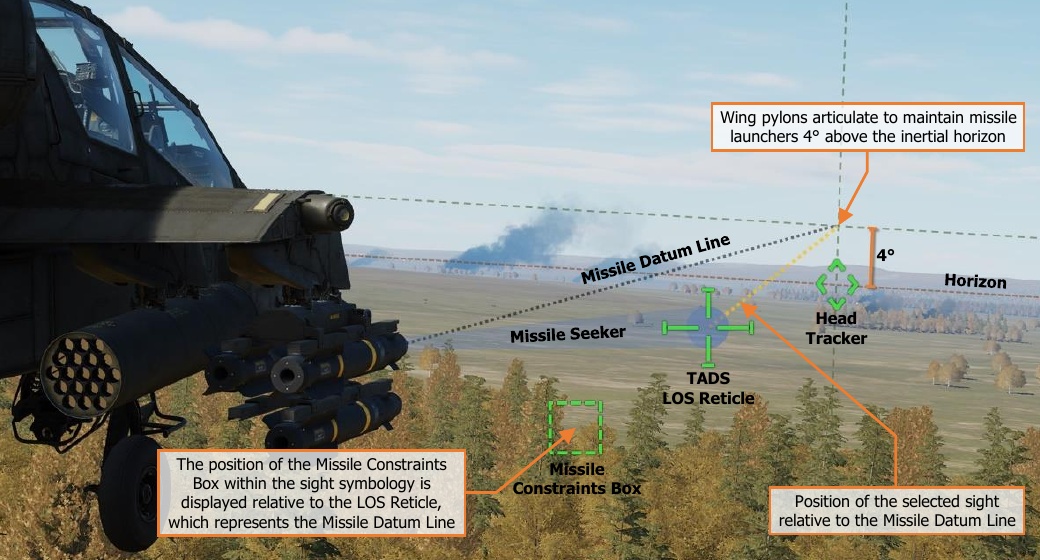 Wing pylons articulate to maintain missile
launchers 4° above the inertial horizon
Missile Datum Line
4°
Horizon
Missile Seeker
Head
Tracker
TADS
LOS Reticle
Missile
Constraints Box
The position of the Missile Constraints
Box within the sight symbology is
displayed relative to the LOS Reticle,
which represents the Missile Datum Line
Position of the selected sight
relative to the Missile Datum Line